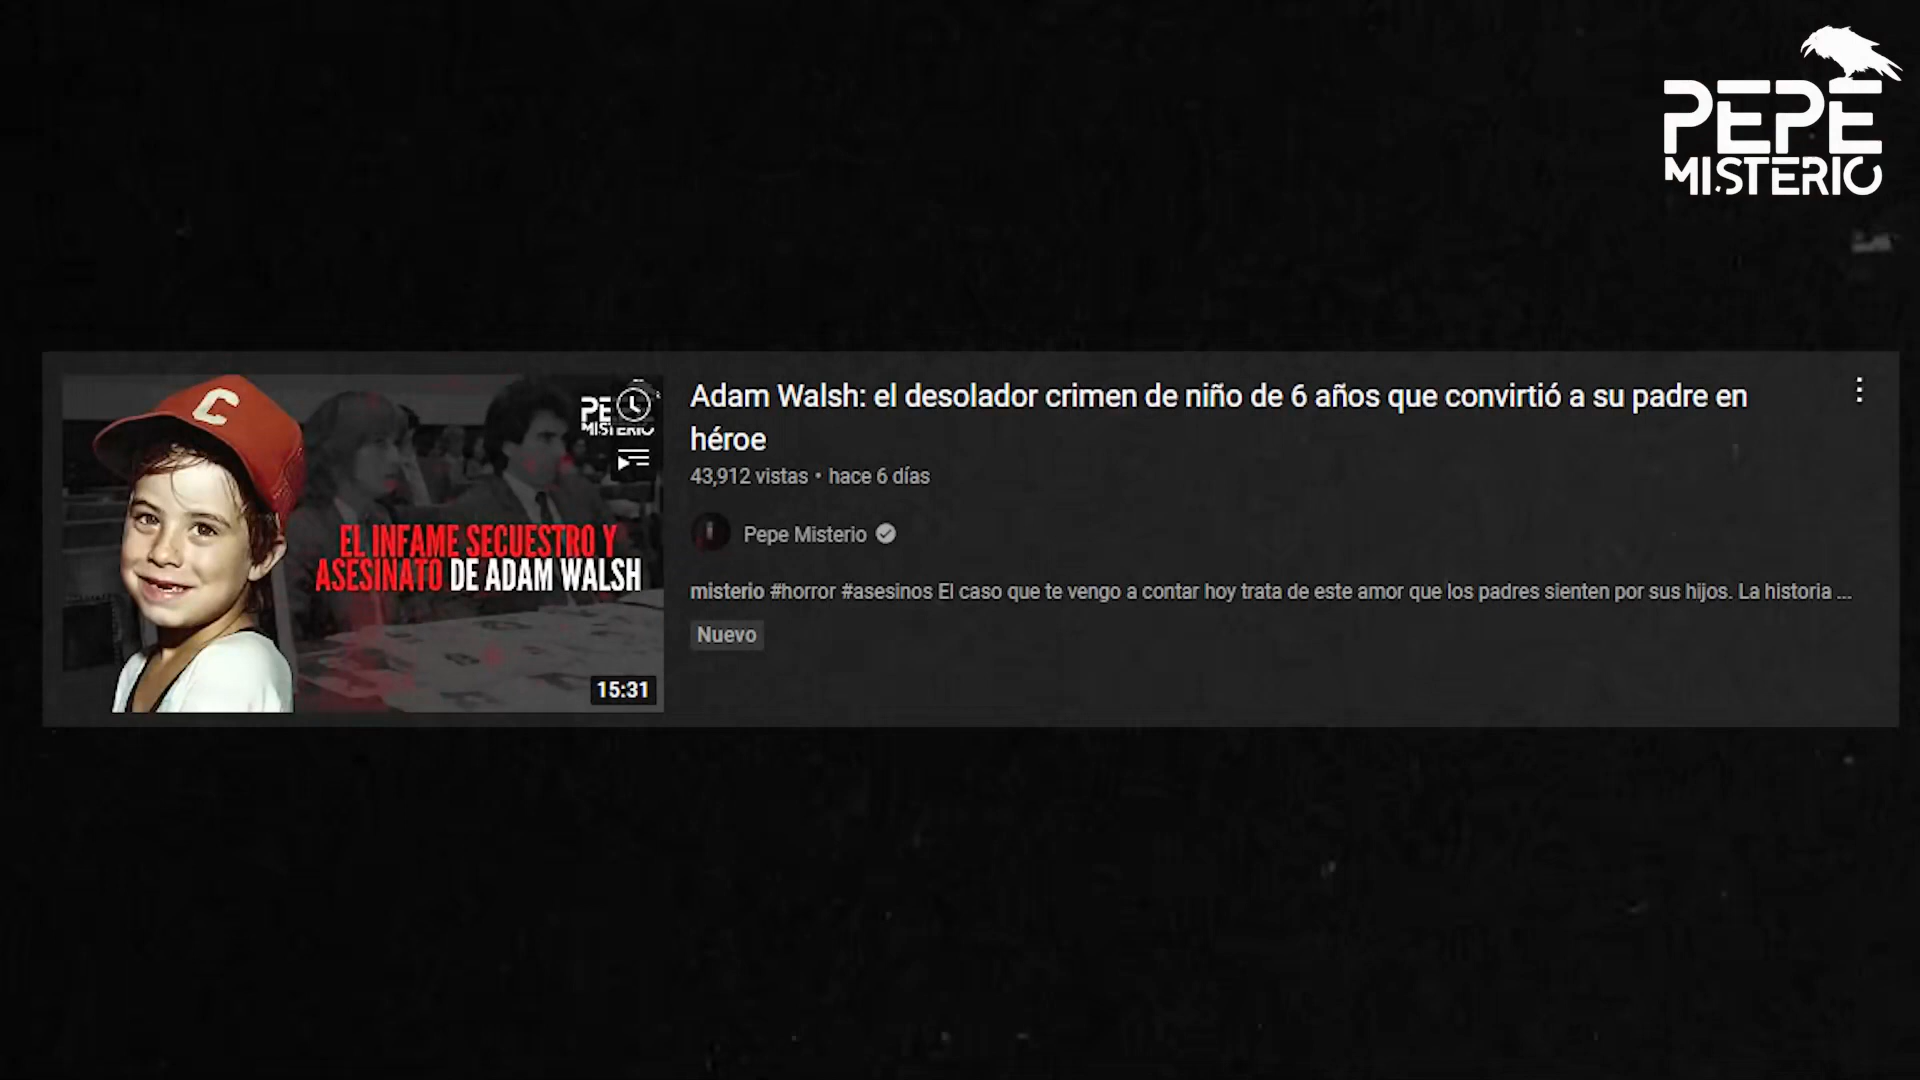 PEPE
MISTERIO
C
PE
MISTERIO
EL INFAME SECUESTRO Y
ASESINATO DE ADAM WALSH
15:31
Adam Walsh: el desolador crimen de niño de 6 años que convirtió a su padre en
héroe
43,912 vistas • hace 6 días
Pepe Misterio
misterio #horror #asesinos El caso que te vengo a contar hoy trata de este amor que los padres sienten por sus hijos. La historia ...
Nuevo